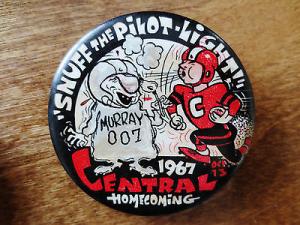 "SNUFF THE PILOT-LIGHT!"
MURRAY
007
C
1967
OCT. 13
CENTRAL
HOMECOMING